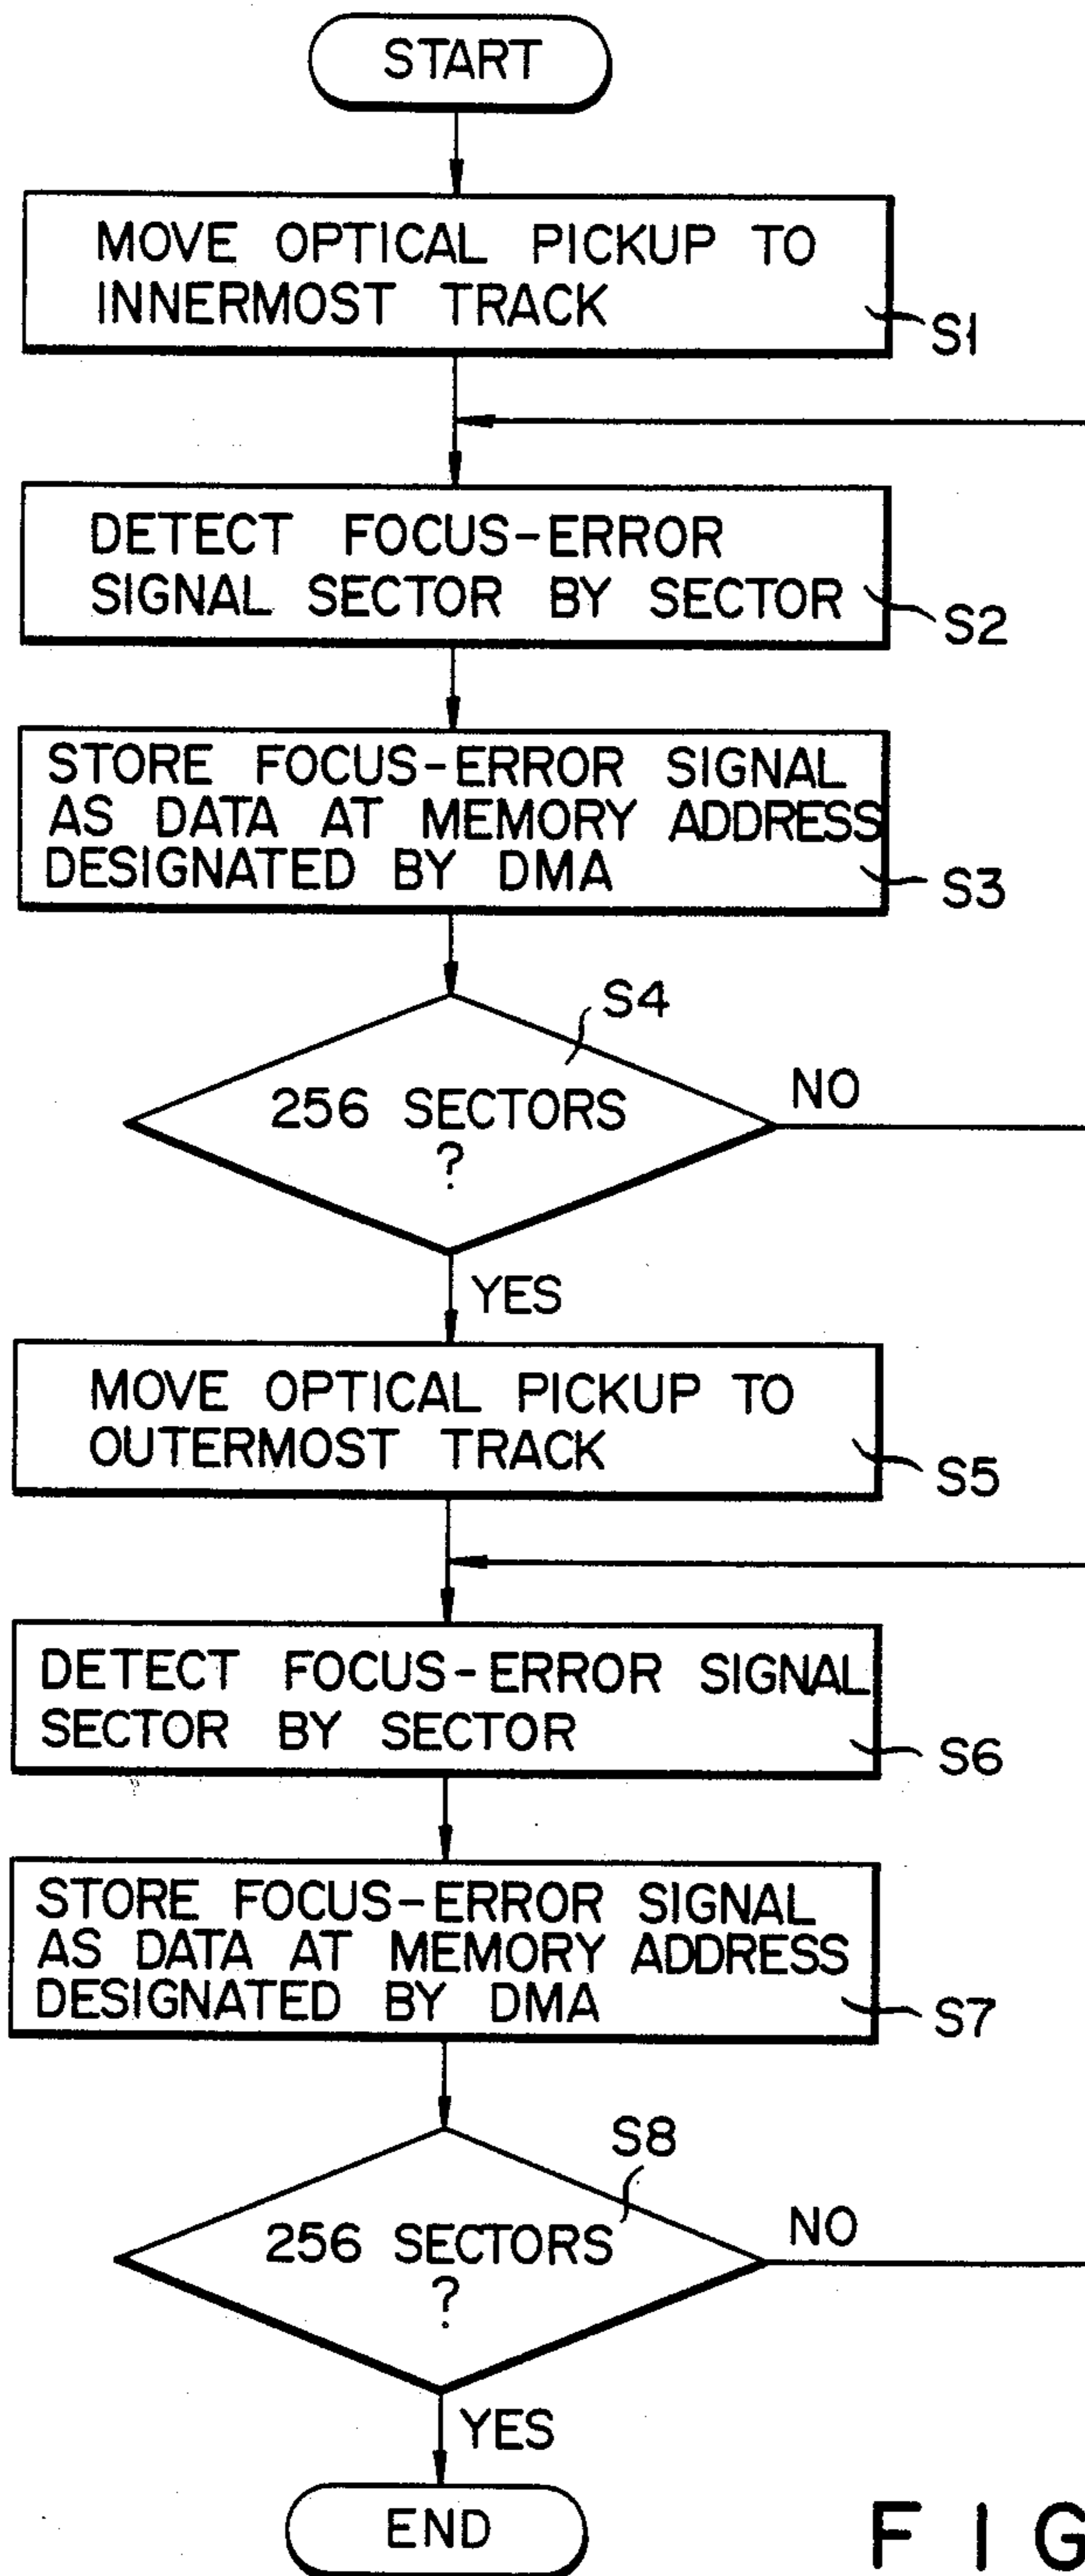 START
MOVE OPTICAL PICKUP TO
INNERMOST TRACK
S1
DETECT FOCUS-ERROR
SIGNAL SECTOR BY SECTOR
S2
STORE FOCUS-ERROR SIGNAL
AS DATA AT MEMORY ADDRESS
DESIGNATED BY DMA
S3
S4
256 SECTORS
?
NO
YES
MOVE OPTICAL PICKUP TO
OUTERMOST TRACK
S5
DETECT FOCUS-ERROR SIGNAL
SECTOR BY SECTOR
S6
STORE FOCUS-ERROR SIGNAL
AS DATA AT MEMORY ADDRESS
DESIGNATED BY DMA
S7
S8
256 SECTORS
?
NO
YES
END
FIG